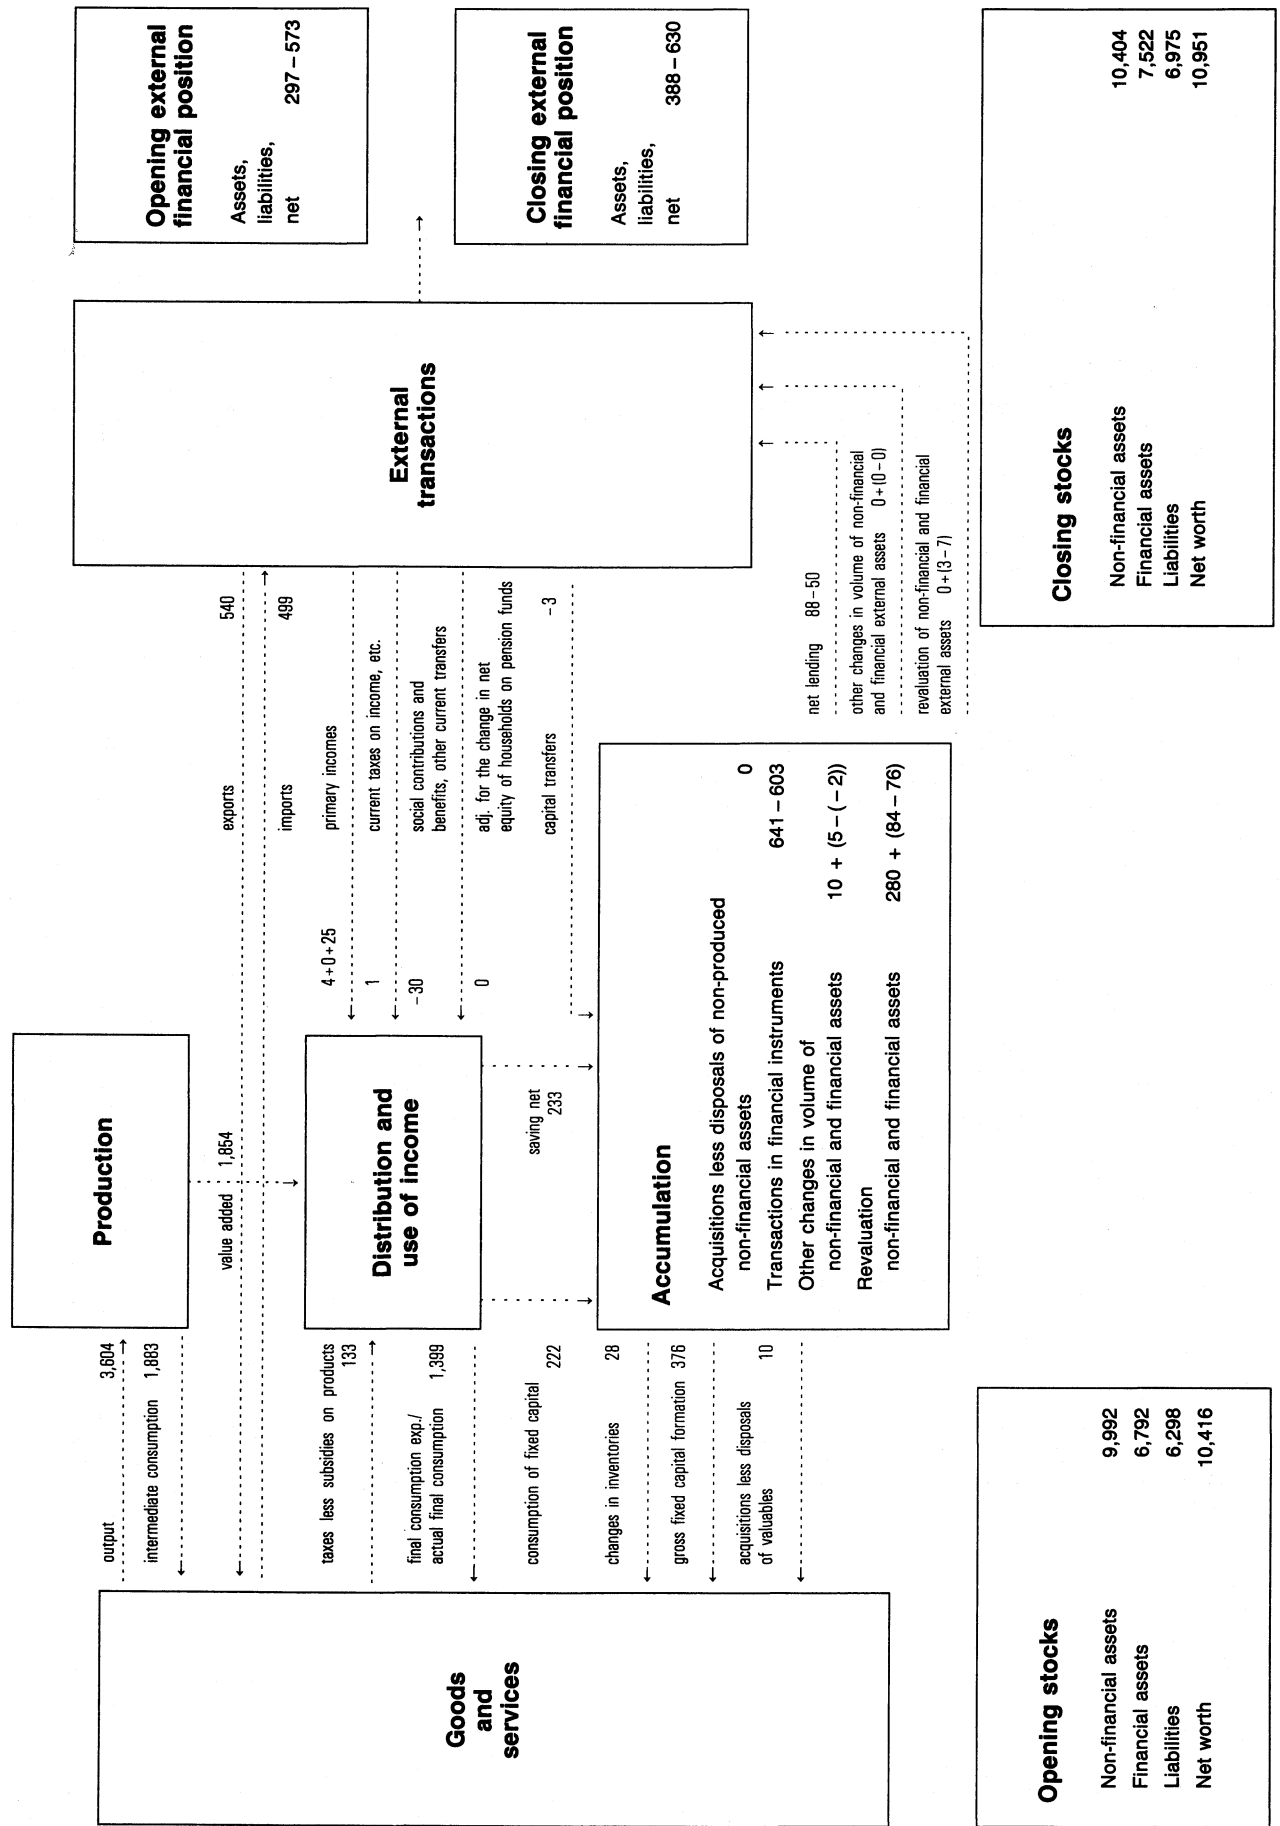 Production
output
3,604
intermediate consumption 1,883
value added 1,854
exports
540
imports
499
Opening external
financial position
Assets,
liabilities,
net 297 – 573
Goods
and
services
taxes less subsidies on products
133
final consumption exp./
actual final consumption 1,399
Distribution and
use of income
4+0+25
primary incomes
1
current taxes on income, etc.
–30
social contributions and
benefits, other current transfers
0
adj. for the change in net
equity of households on pension funds
capital transfers –3
External
transactions
Closing external
financial position
Assets,
liabilities,
net 388 – 630
consumption of fixed capital
222
saving net
233
changes in inventories 28
gross fixed capital formation 376
acquisitions less disposals
of valuables
10
Accumulation
Acquisitions less disposals of non-produced
non-financial assets 0
Transactions in financial instruments 641 – 603
Other changes in volume of
non-financial and financial assets 10 + (5 – ( – 2))
Revaluation
non-financial and financial assets 280 + (84 – 76)
net lending 88 – 50
other changes in volume of non-financial
and financial external assets 0+(0 – 0)
revaluation of non-financial and financial
external assets 0+(3 – 7)
Opening stocks
Non-financial assets 9,992
Financial assets 6,792
Liabilities 6,298
Net worth 10,416
Closing stocks
Non-financial assets 10,404
Financial assets 7,522
Liabilities 6,975
Net worth 10,951